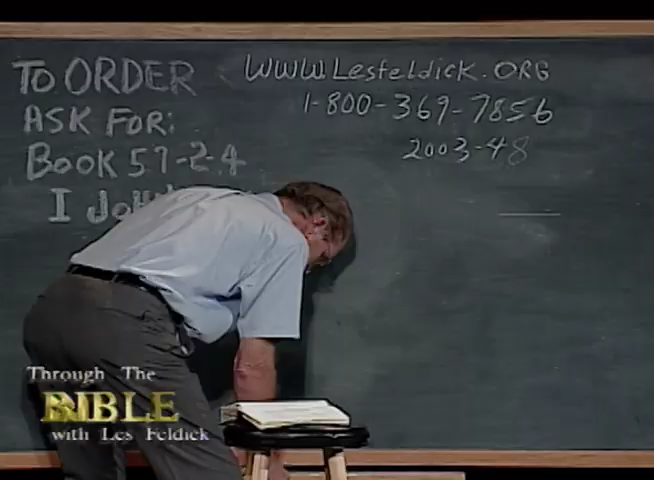 TO ORDER
ASK FOR:
BOOK 57-2-4
I JoH
WWW.Lesfeldick.ORG
1-800-369-7856
2003-48
Through The
BIBLE
with Les Feldick